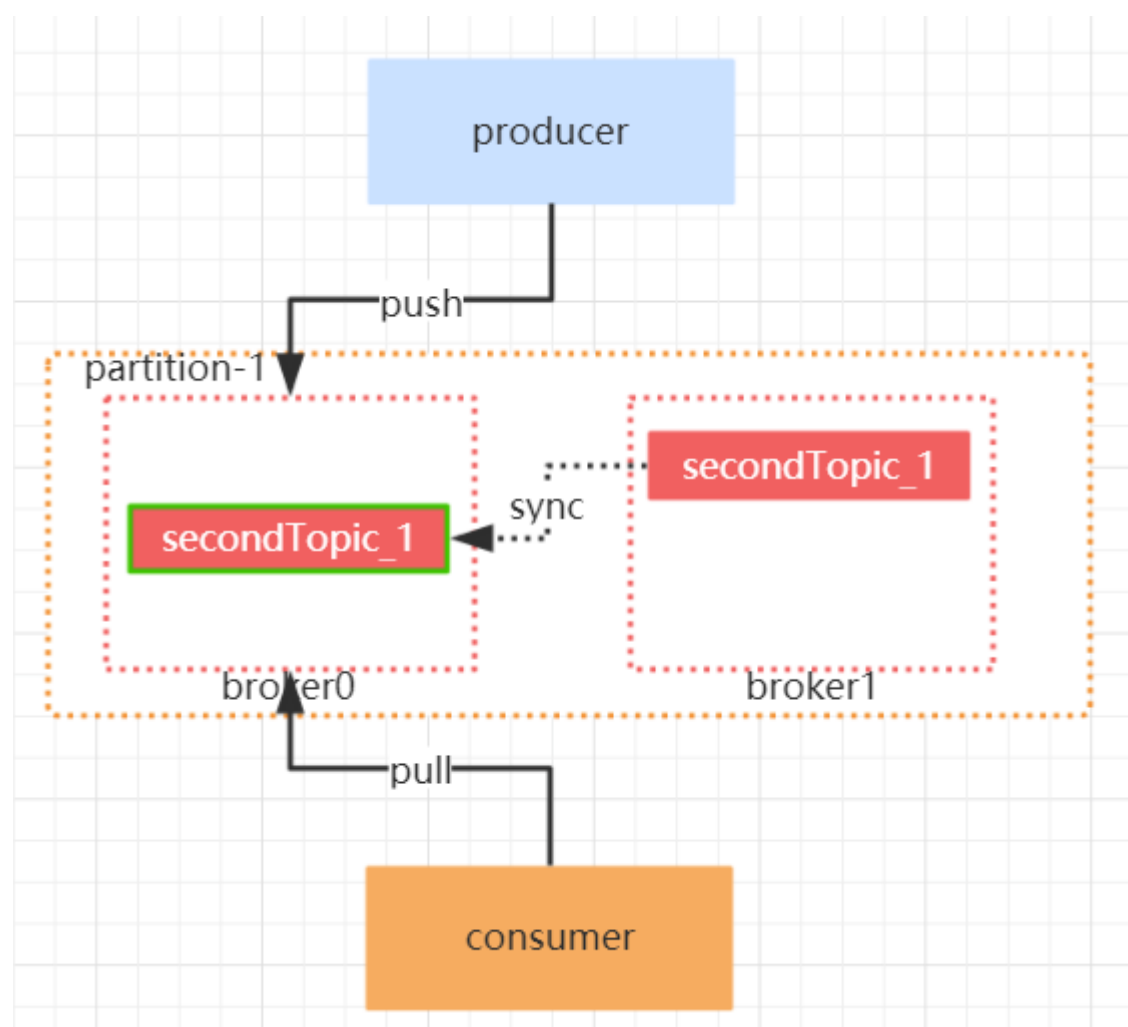 producer
push
partition-1
secondTopic_1
sync
secondTopic_1
broker0
broker1
pull
consumer